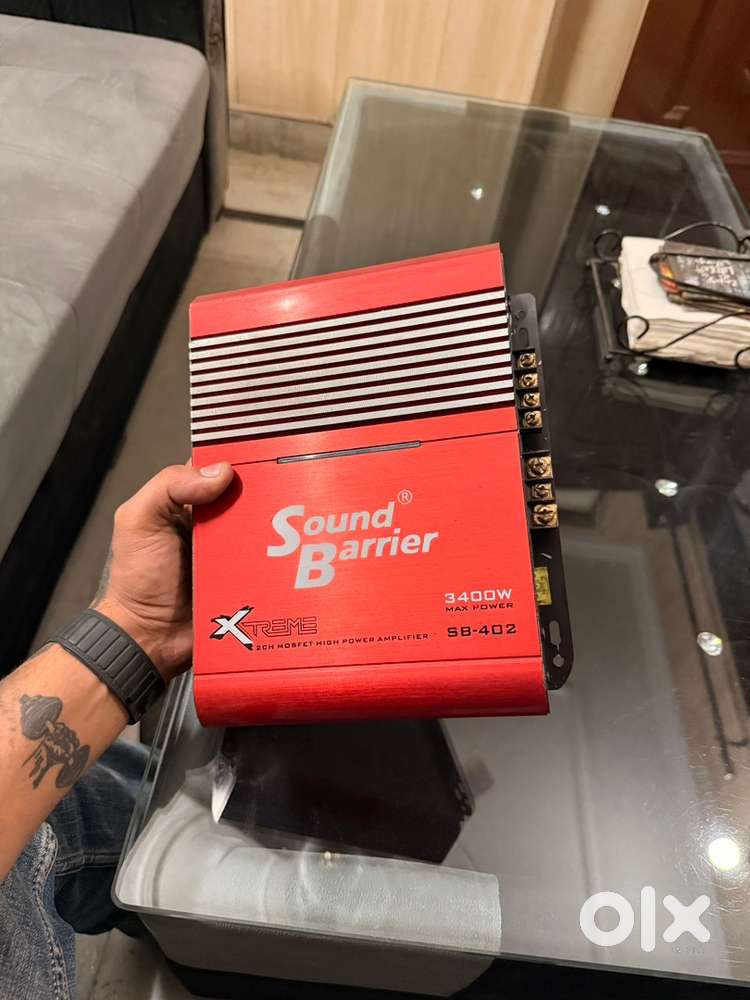 Sound®
Barrier
3400W
MAX POWER
XTREME
2CH MOSFET HIGH POWER AMPLIFIER
SB-402
olx